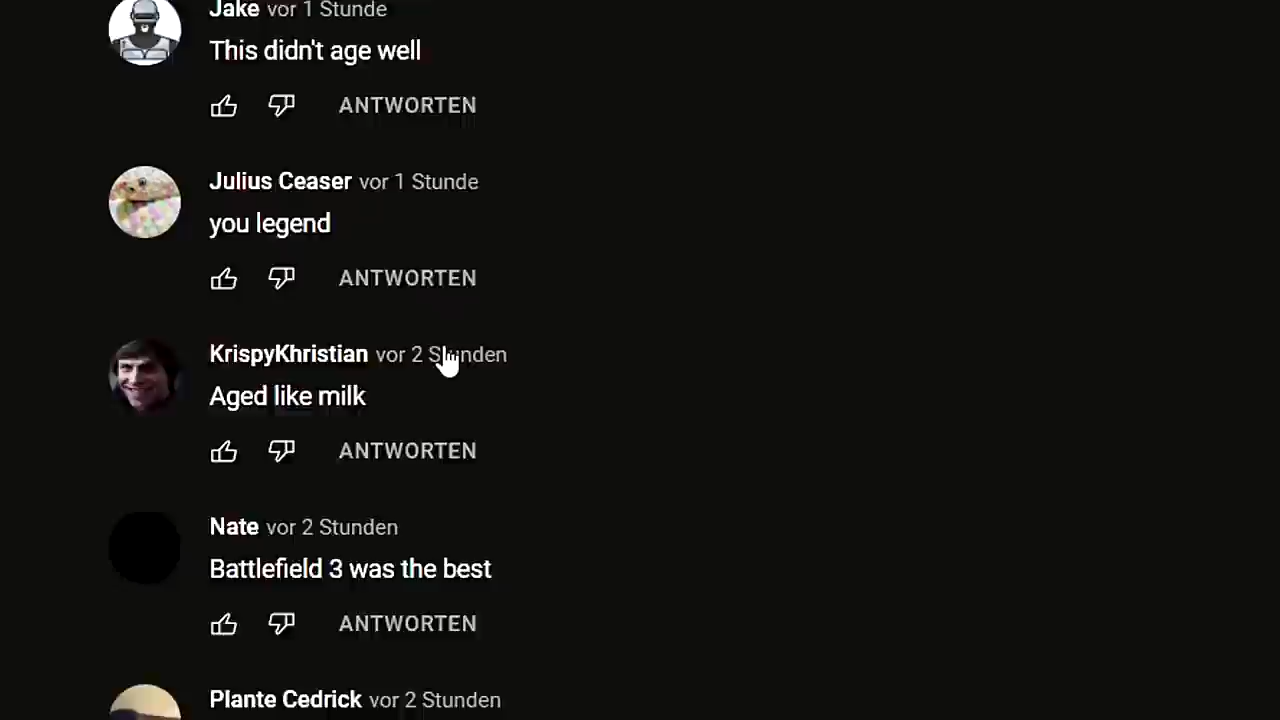 Jake vor 1 Stunde
This didn't age well
ANTWORTEN
Julius Ceaser vor 1 Stunde
you legend
ANTWORTEN
KrispyKhristian vor 2 Stunden
Aged like milk
ANTWORTEN
Nate vor 2 Stunden
Battlefield 3 was the best
ANTWORTEN
Plante Cedrick vor 2 Stunden